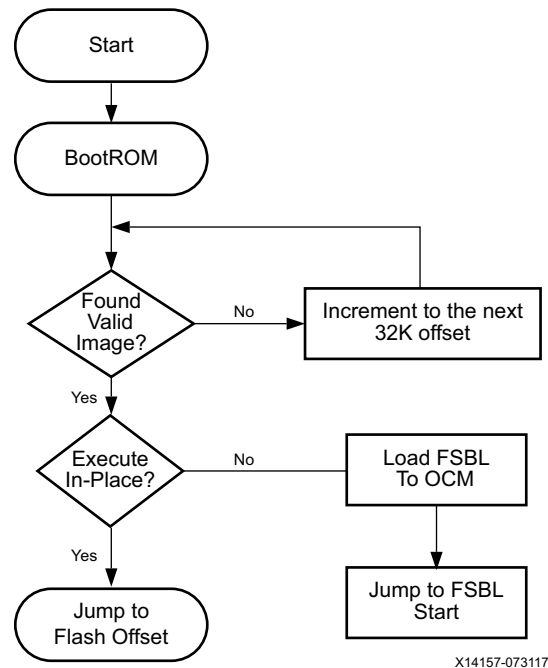 Start
BootROM
Found
Valid
Image?
No
Increment to the next
32K offset
Yes
Execute
In-Place?
No
Load FSBL
To OCM
Yes
Jump to
Flash Offset
Jump to FSBL
Start
X14157-073117